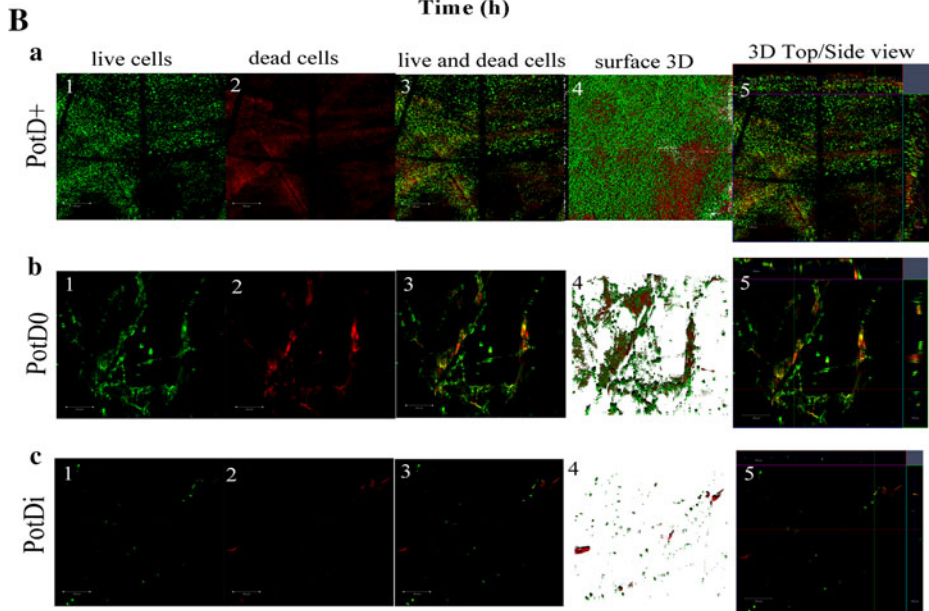 Time (h)
B
a
live cells
dead cells
live and dead cells
surface 3D
3D Top/Side view
PotD+
1
2
3
4
5
b
PotD0
1
2
3
4
5
c
PotDi
1
2
3
4
5